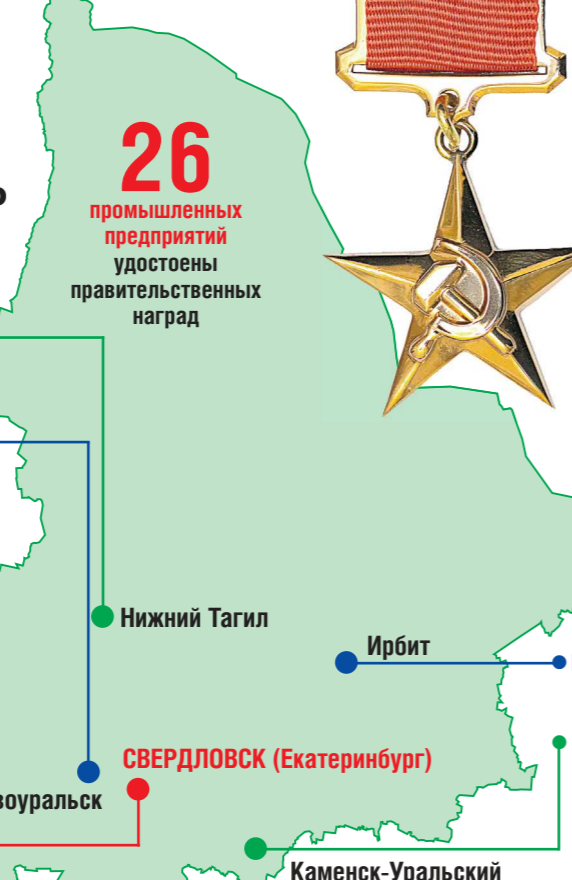 26
промышленных
предприятий
удостоены
правительственных
наград
Нижний Тагил
Ирбит
СВЕРДЛОВСК (Екатеринбург)
воуральск
Каменск-Уральский